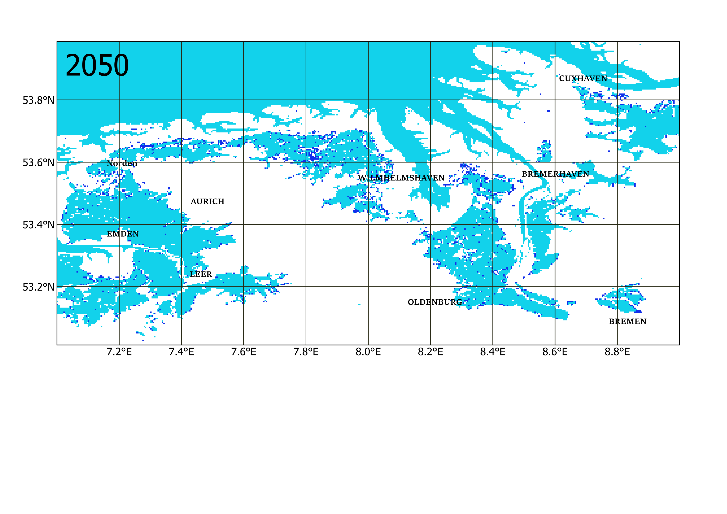 2050
CUXHAVEN
53.8°N
53.6°N
Norden
WILHELMSHAVEN
BREMERHAVEN
AURICH
53.4°N
EMDEN
LEER
53.2°N
OLDENBURG
BREMEN
7.2°E 7.4°E 7.6°E 7.8°E 8.0°E 8.2°E 8.4°E 8.6°E 8.8°E